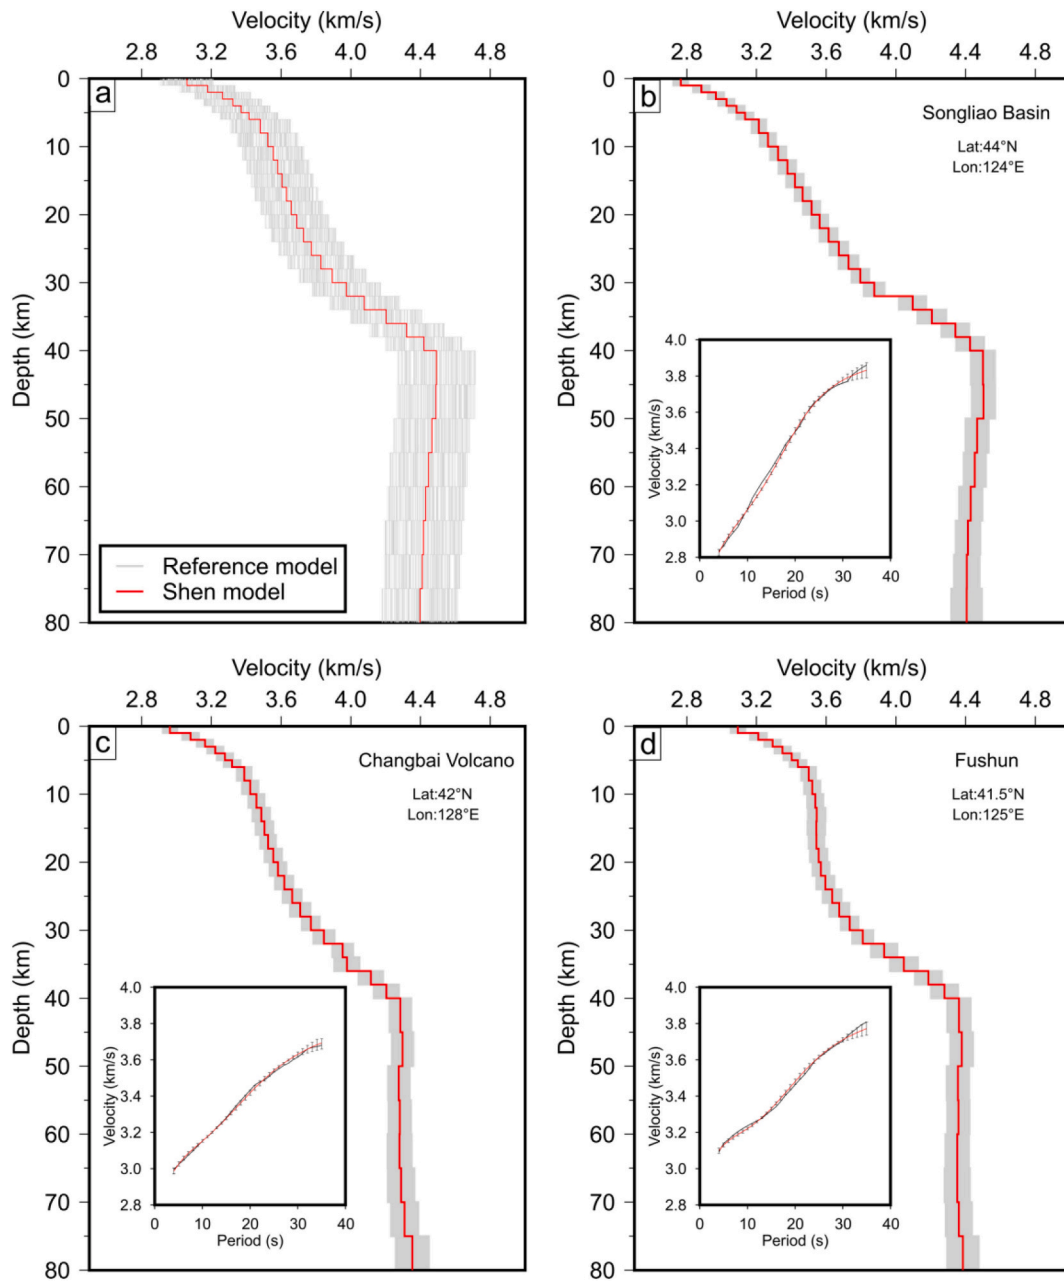 Velocity (km/s)
2.8 3.2 3.6 4.0 4.4 4.8
Depth (km)
0
10
20
30
40
50
60
70
80
a
Reference model
Shen model
Velocity (km/s)
2.8 3.2 3.6 4.0 4.4 4.8
Depth (km)
0
10
20
30
40
50
60
70
80
b
Songliao Basin
Lat:44°N
Lon:124°E
Velocity (km/s)
4.0
3.8
3.6
3.4
3.2
3.0
2.8
0 10 20 30 40
Period (s)
Velocity (km/s)
2.8 3.2 3.6 4.0 4.4 4.8
Depth (km)
0
10
20
30
40
50
60
70
80
c
Changbai Volcano
Lat:42°N
Lon:128°E
Velocity (km/s)
4.0
3.8
3.6
3.4
3.2
3.0
2.8
0 10 20 30 40
Period (s)
Velocity (km/s)
2.8 3.2 3.6 4.0 4.4 4.8
Depth (km)
0
10
20
30
40
50
60
70
80
d
Fushun
Lat:41.5°N
Lon:125°E
Velocity (km/s)
4.0
3.8
3.6
3.4
3.2
3.0
2.8
0 10 20 30 40
Period (s)